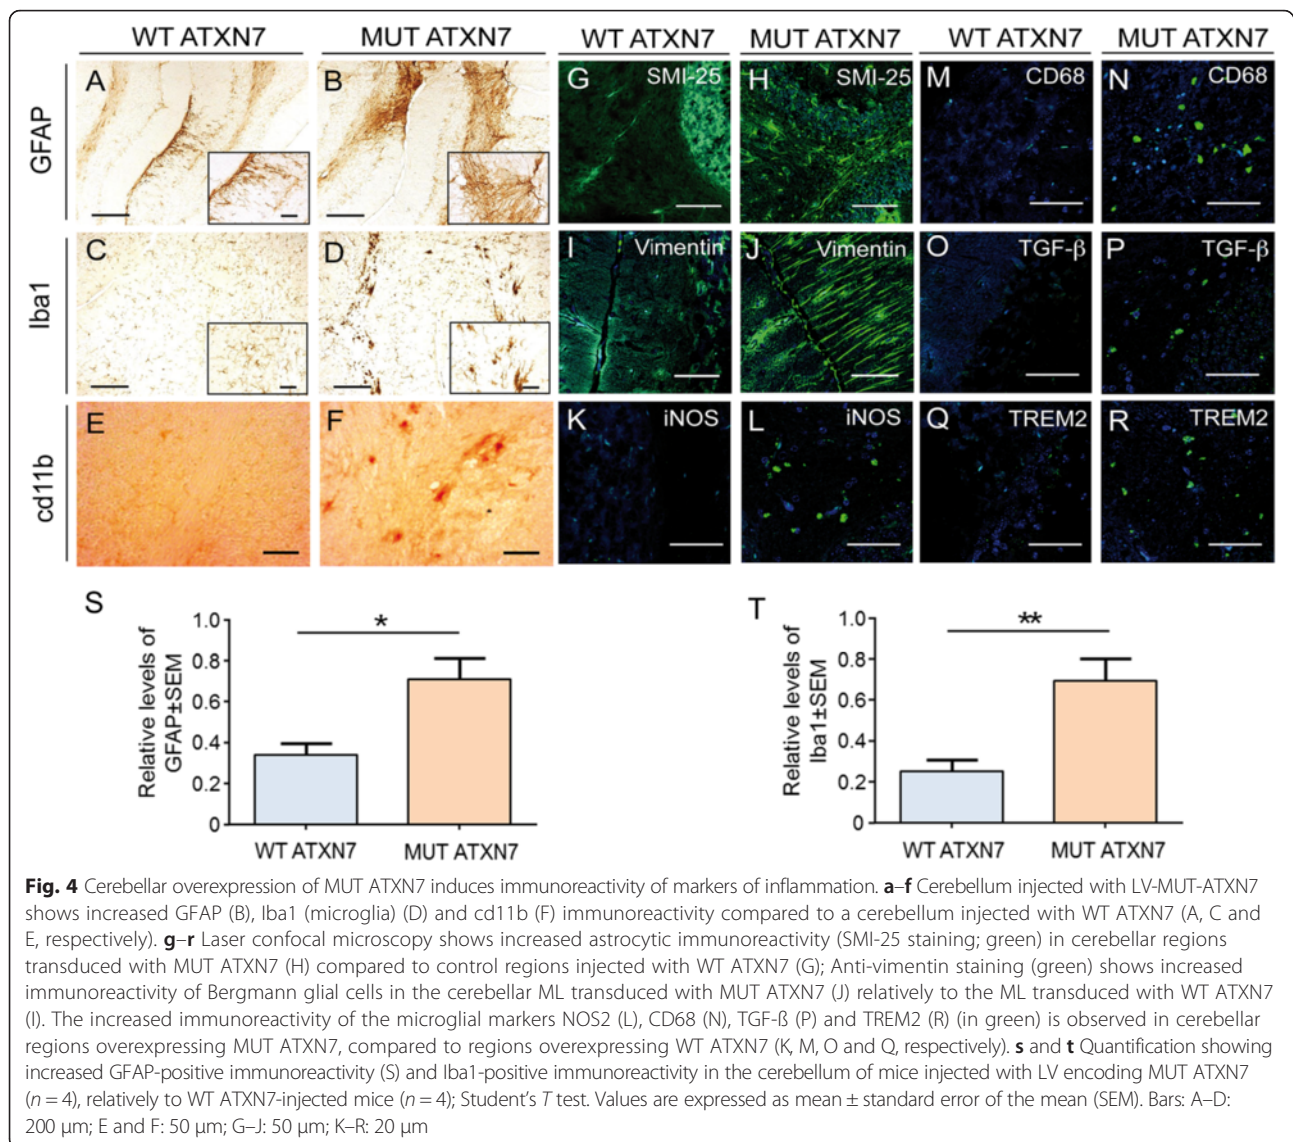 WT ATXN7 MUT ATXN7 WT ATXN7 MUT ATXN7 WT ATXN7 MUT ATXN7
GFAP
A
B
G SMI-25
H SMI-25
M CD68
N CD68
Iba1
C
D
I Vimentin
J Vimentin
O TGF-β
P TGF-β
cd11b
E
F
K iNOS
L iNOS
Q TREM2
R TREM2
S
Relative levels of
GFAP±SEM
1.0
0.8
0.6
0.4
0.2
0
*
WT ATXN7 MUT ATXN7
T
Relative levels of
Iba1±SEM
1.0
0.8
0.6
0.4
0.2
0
**
WT ATXN7 MUT ATXN7
Fig. 4 Cerebellar overexpression of MUT ATXN7 induces immunoreactivity of markers of inflammation. a–f Cerebellum injected with LV-MUT-ATXN7
shows increased GFAP (B), Iba1 (microglia) (D) and cd11b (F) immunoreactivity compared to a cerebellum injected with WT ATXN7 (A, C and
E, respectively). g–r Laser confocal microscopy shows increased astrocytic immunoreactivity (SMI-25 staining; green) in cerebellar regions
transduced with MUT ATXN7 (H) compared to control regions injected with WT ATXN7 (G); Anti-vimentin staining (green) shows increased
immunoreactivity of Bergmann glial cells in the cerebellar ML transduced with MUT ATXN7 (J) relatively to the ML transduced with WT ATXN7
(I). The increased immunoreactivity of the microglial markers NOS2 (L), CD68 (N), TGF-ß (P) and TREM2 (R) (in green) is observed in cerebellar
regions overexpressing MUT ATXN7, compared to regions overexpressing WT ATXN7 (K, M, O and Q, respectively). s and t Quantification showing
increased GFAP-positive immunoreactivity (S) and Iba1-positive immunoreactivity in the cerebellum of mice injected with LV encoding MUT ATXN7
(n = 4), relatively to WT ATXN7-injected mice (n = 4); Student's T test. Values are expressed as mean ± standard error of the mean (SEM). Bars: A–D:
200 μm; E and F: 50 μm; G–J: 50 μm; K–R: 20 μm